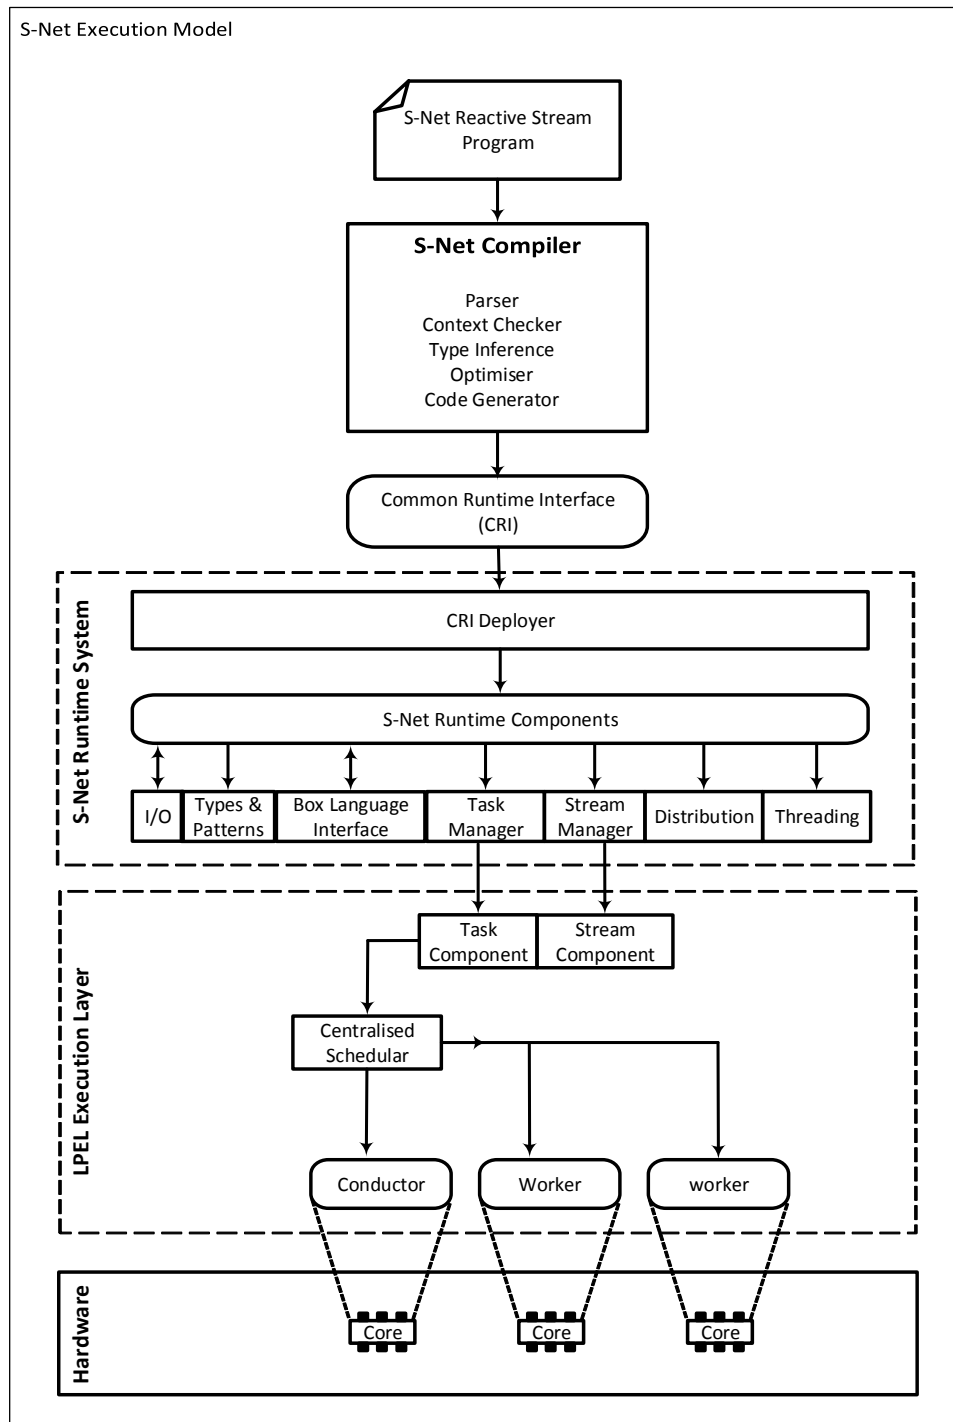 S-Net Execution Model
S-Net Reactive Stream
Program
S-Net Compiler
Parser
Context Checker
Type Inference
Optimiser
Code Generator
Common Runtime Interface
(CRI)
S-Net Runtime System
CRI Deployer
S-Net Runtime Components
I/O
Types &
Patterns
Box Language
Interface
Task
Manager
Stream
Manager
Distribution
Threading
LPEL Execution Layer
Task
Component
Stream
Component
Centralised
Schedular
Conductor
Worker
worker
Hardware
Core
Core
Core